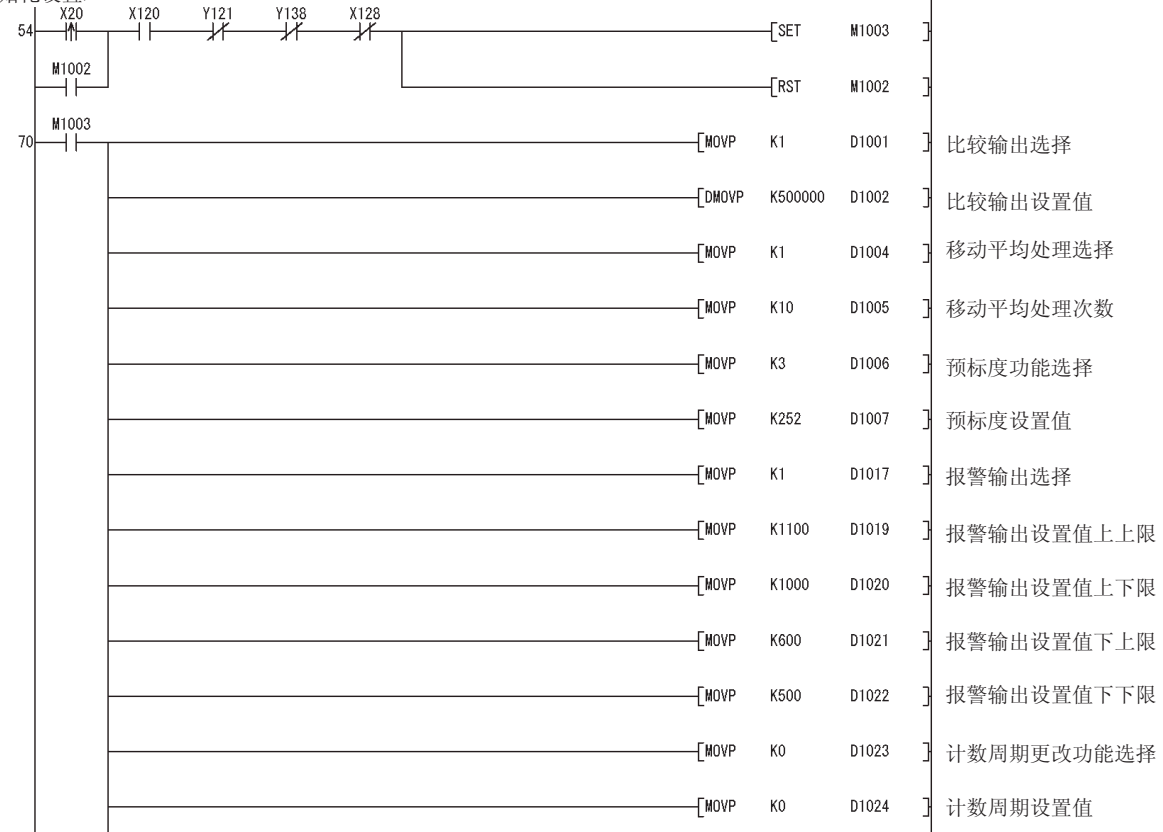 始化设置
X20 X120 Y121 Y138 X128
54 SET M1003
M1002
RST M1002
M1003
70 MOVP K1 D1001 比较输出选择
DMOVP K500000 D1002 比较输出设置值
MOVP K1 D1004 移动平均处理选择
MOVP K10 D1005 移动平均处理次数
MOVP K3 D1006 预标度功能选择
MOVP K252 D1007 预标度设置值
MOVP K1 D1017 报警输出选择
MOVP K1100 D1019 报警输出设置值上上限
MOVP K1000 D1020 报警输出设置值上下限
MOVP K600 D1021 报警输出设置值下上限
MOVP K500 D1022 报警输出设置值下下限
MOVP K0 D1023 计数周期更改功能选择
MOVP K0 D1024 计数周期设置值